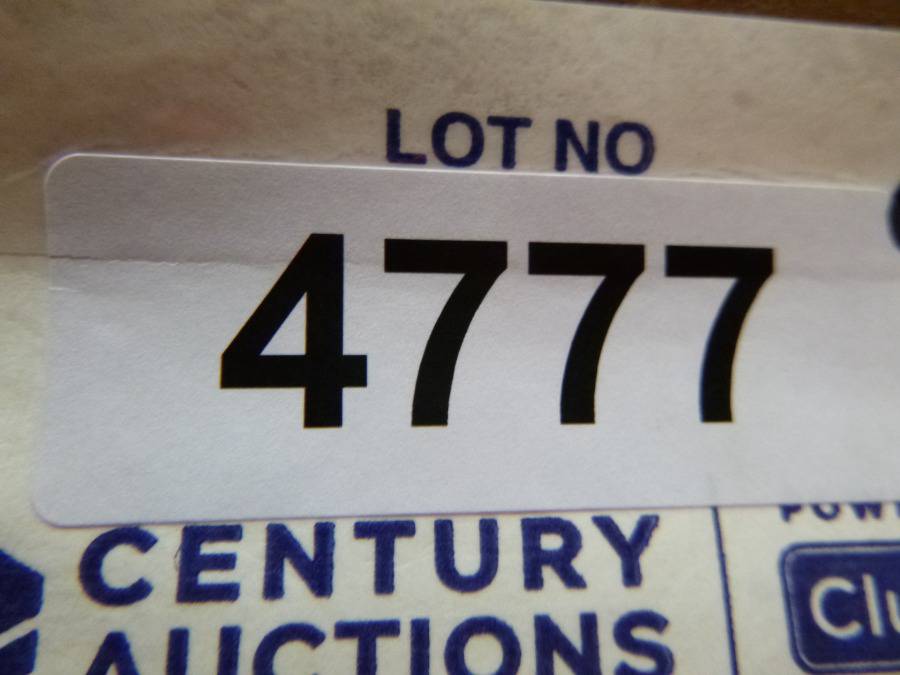 LOT NO
4777
CENTURY
AUCTIONS